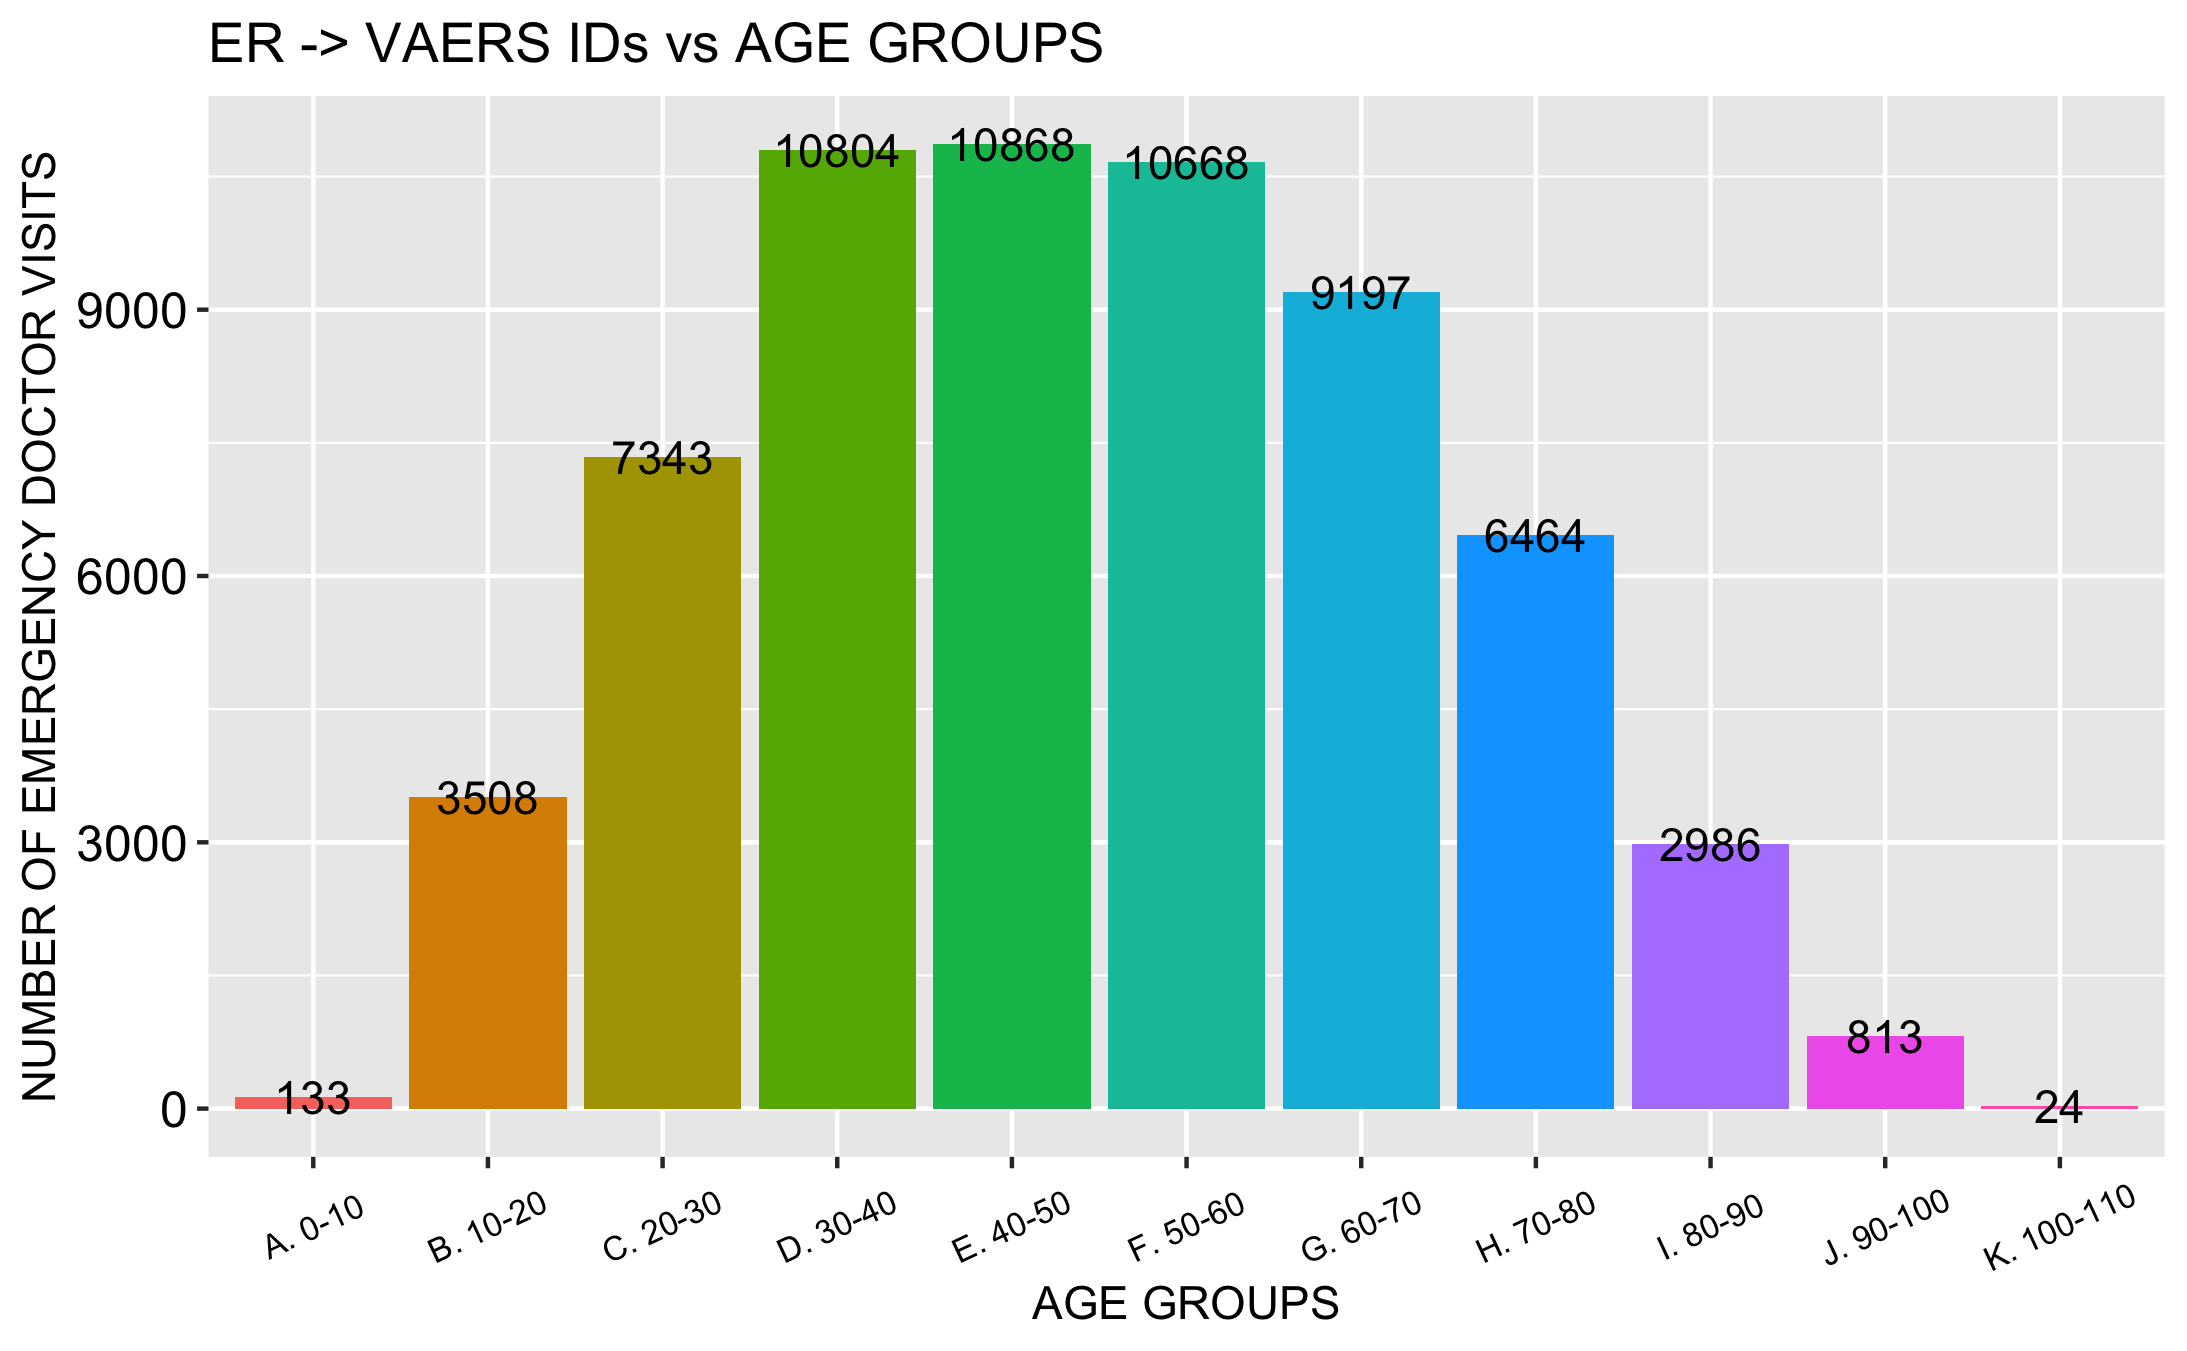 ER -> VAERS IDs vs AGE GROUPS
NUMBER OF EMERGENCY DOCTOR VISITS
9000
6000
3000
0
133
3508
7343
10804
10868
10668
9197
6464
2986
813
24
A. 0-10
B. 10-20
C. 20-30
D. 30-40
E. 40-50
F. 50-60
G. 60-70
H. 70-80
I. 80-90
J. 90-100
K. 100-110
AGE GROUPS